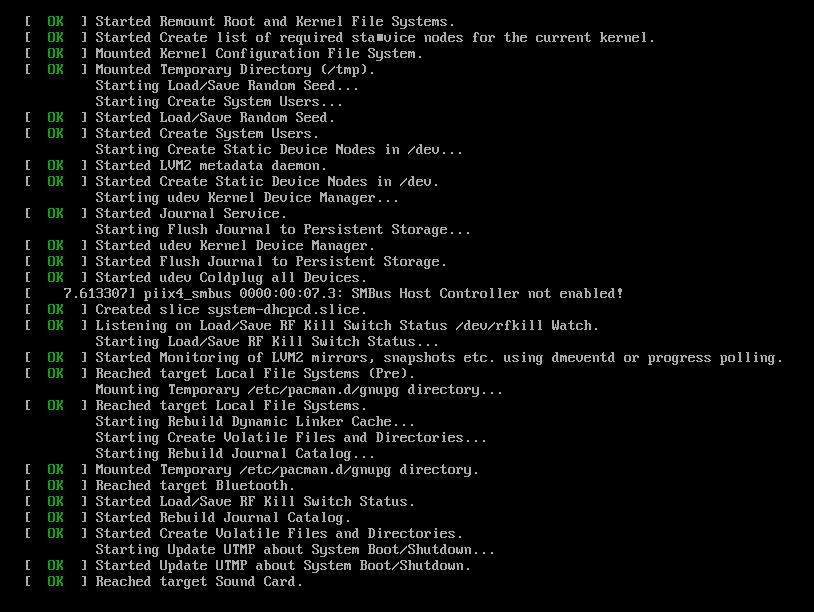 [  OK  ] Started Remount Root and Kernel File Systems.
[  OK  ] Started Create list of required sta■vice nodes for the current kernel.
[  OK  ] Mounted Kernel Configuration File System.
[  OK  ] Mounted Temporary Directory (/tmp).
         Starting Load/Save Random Seed...
         Starting Create System Users...
[  OK  ] Started Load/Save Random Seed.
[  OK  ] Started Create System Users.
         Starting Create Static Device Nodes in /dev...
[  OK  ] Started LVM2 metadata daemon.
[  OK  ] Started Create Static Device Nodes in /dev.
         Starting udev Kernel Device Manager...
[  OK  ] Started Journal Service.
         Starting Flush Journal to Persistent Storage...
[  OK  ] Started udev Kernel Device Manager.
[  OK  ] Started Flush Journal to Persistent Storage.
[  OK  ] Started udev Coldplug all Devices.
[    7.613307] piix4_smbus 0000:00:07.3: SMBus Host Controller not enabled!
[  OK  ] Created slice system-dhcpcd.slice.
[  OK  ] Listening on Load/Save RF Kill Switch Status /dev/rfkill Watch.
         Starting Load/Save RF Kill Switch Status...
[  OK  ] Started Monitoring of LVM2 mirrors, snapshots etc. using dmeventd or progress polling.
[  OK  ] Reached target Local File Systems (Pre).
         Mounting Temporary /etc/pacman.d/gnupg directory...
[  OK  ] Reached target Local File Systems.
         Starting Rebuild Dynamic Linker Cache...
         Starting Create Volatile Files and Directories...
         Starting Rebuild Journal Catalog...
[  OK  ] Mounted Temporary /etc/pacman.d/gnupg directory.
[  OK  ] Reached target Bluetooth.
[  OK  ] Started Load/Save RF Kill Switch Status.
[  OK  ] Started Rebuild Journal Catalog.
[  OK  ] Started Create Volatile Files and Directories.
         Starting Update UTMP about System Boot/Shutdown...
[  OK  ] Started Update UTMP about System Boot/Shutdown.
[  OK  ] Reached target Sound Card.